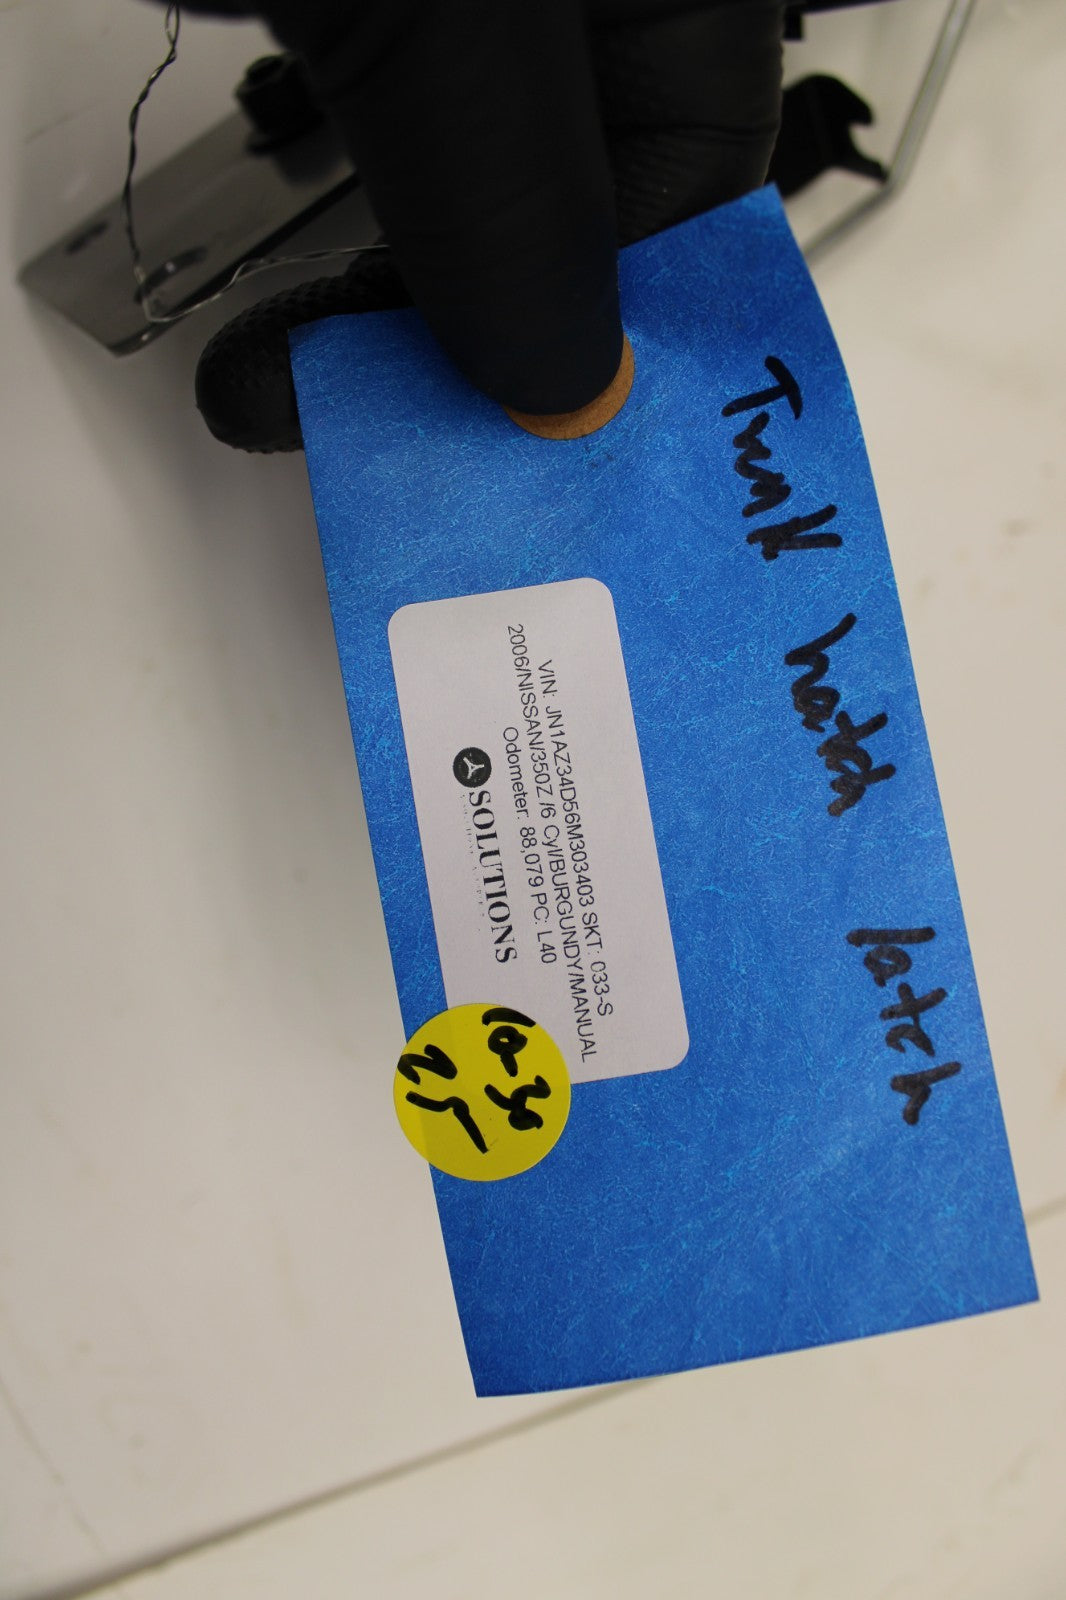 Trunk hatch latch
VIN: JN1AZ34D56M303403 SKT: 033-S
2006/NISSAN/350Z /6 Cyl/BURGUNDY/MANUAL
Odometer: 88,079 PC: L40
SOLUTIONS
10-30
25